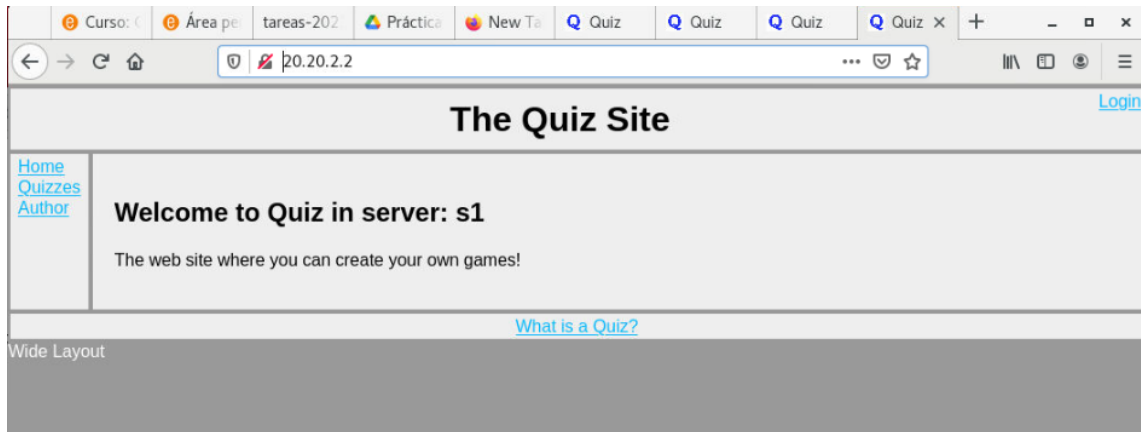 Curso: ( Área pe tareas-202 Práctica New Ta Q Quiz Q Quiz Q Quiz Q Quiz
20.20.2.2
Login
The Quiz Site
Home
Quizzes
Author
Welcome to Quiz in server: s1
The web site where you can create your own games!
What is a Quiz?
Wide Layout